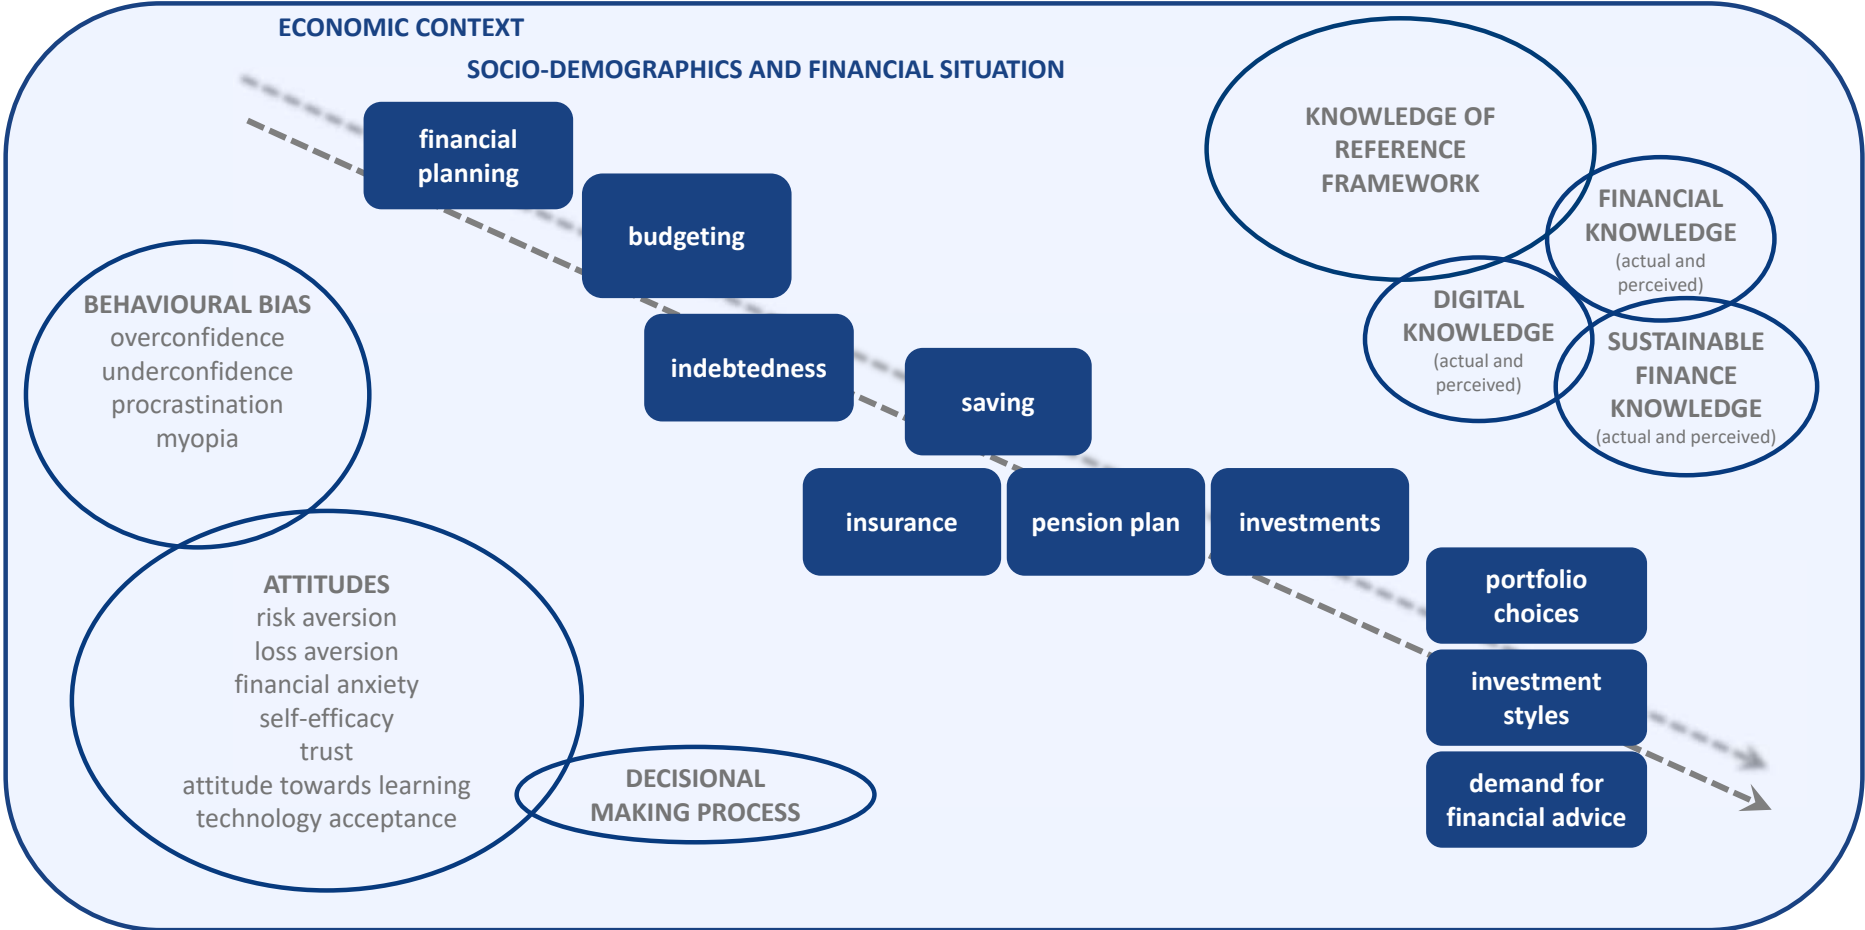 ECONOMIC CONTEXT
SOCIO-DEMOGRAPHICS AND FINANCIAL SITUATION
financial
planning
budgeting
indebtedness
saving
insurance
pension plan
investments
portfolio
choices
investment
styles
demand for
financial advice
KNOWLEDGE OF
REFERENCE
FRAMEWORK
FINANCIAL
KNOWLEDGE
(actual and
perceived)
DIGITAL
KNOWLEDGE
(actual and
perceived)
SUSTAINABLE
FINANCE
KNOWLEDGE
(actual and perceived)
BEHAVIOURAL BIAS
overconfidence
underconfidence
procrastination
myopia
ATTITUDES
risk aversion
loss aversion
financial anxiety
self-efficacy
trust
attitude towards learning
technology acceptance
DECISIONAL
MAKING PROCESS